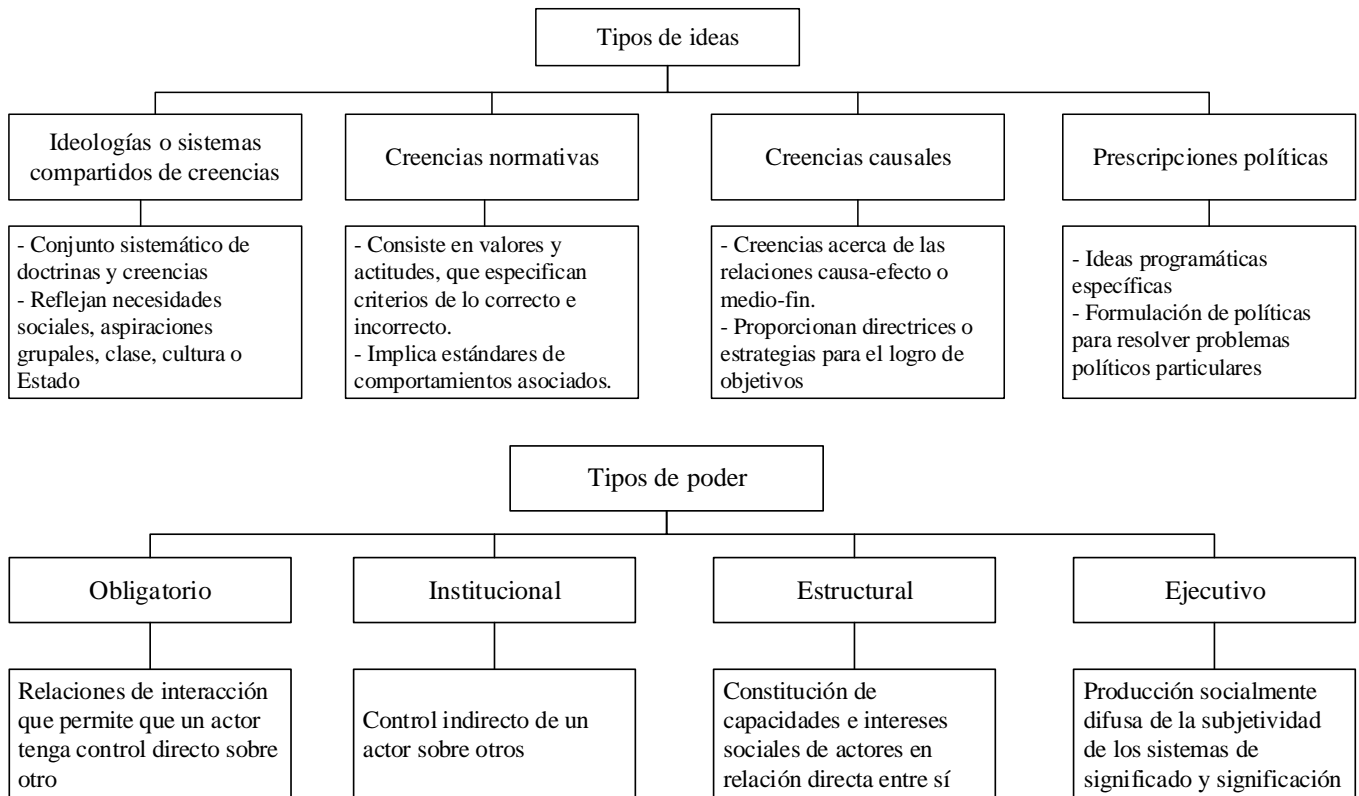 Tipos de ideas
Ideologías o sistemas
compartidos de creencias
Creencias normativas
Creencias causales
Prescripciones políticas
- Conjunto sistemático de
doctrinas y creencias
- Reflejan necesidades
sociales, aspiraciones
grupales, clase, cultura o
Estado
- Consiste en valores y
actitudes, que especifican
criterios de lo correcto e
incorrecto.
- Implica estándares de
comportamientos asociados.
- Creencias acerca de las
relaciones causa-efecto o
medio-fin.
- Proporcionan directrices o
estrategias para el logro de
objetivos
- Ideas programáticas
específicas
- Formulación de políticas
para resolver problemas
políticos particulares
Tipos de poder
Obligatorio
Institucional
Estructural
Ejecutivo
Relaciones de interacción
que permite que un actor
tenga control directo sobre
otro
Control indirecto de un
actor sobre otros
Constitución de
capacidades e intereses
sociales de actores en
relación directa entre sí
Producción socialmente
difusa de la subjetividad
de los sistemas de
significado y significación